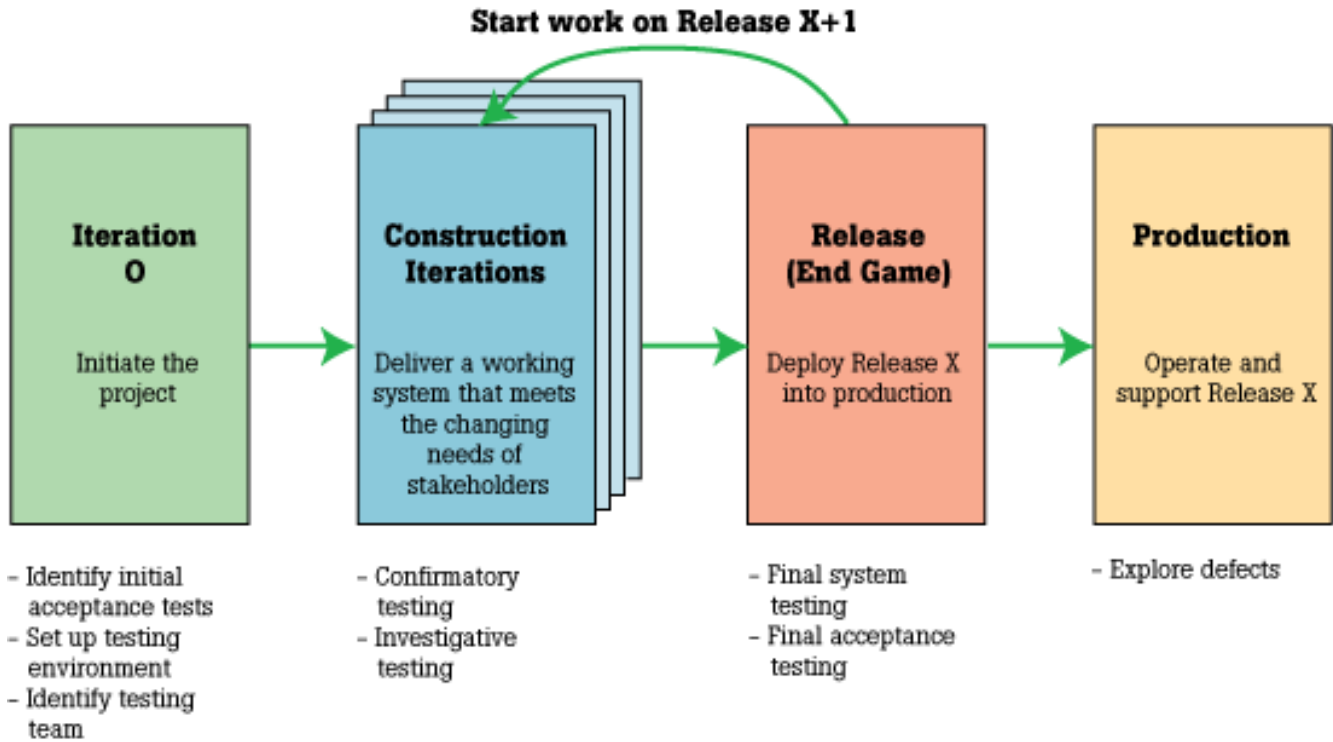 Start work on Release X+1
Iteration
O
Initiate the
project
– Identify initial
acceptance tests
– Set up testing
environment
– Identify testing
team
Construction
Iterations
Deliver a working
system that meets
the changing
needs of
stakeholders
– Confirmatory
testing
– Investigative
testing
Release
(End Game)
Deploy Release X
into production
– Final system
testing
– Final acceptance
testing
Production
Operate and
support Release X
– Explore defects